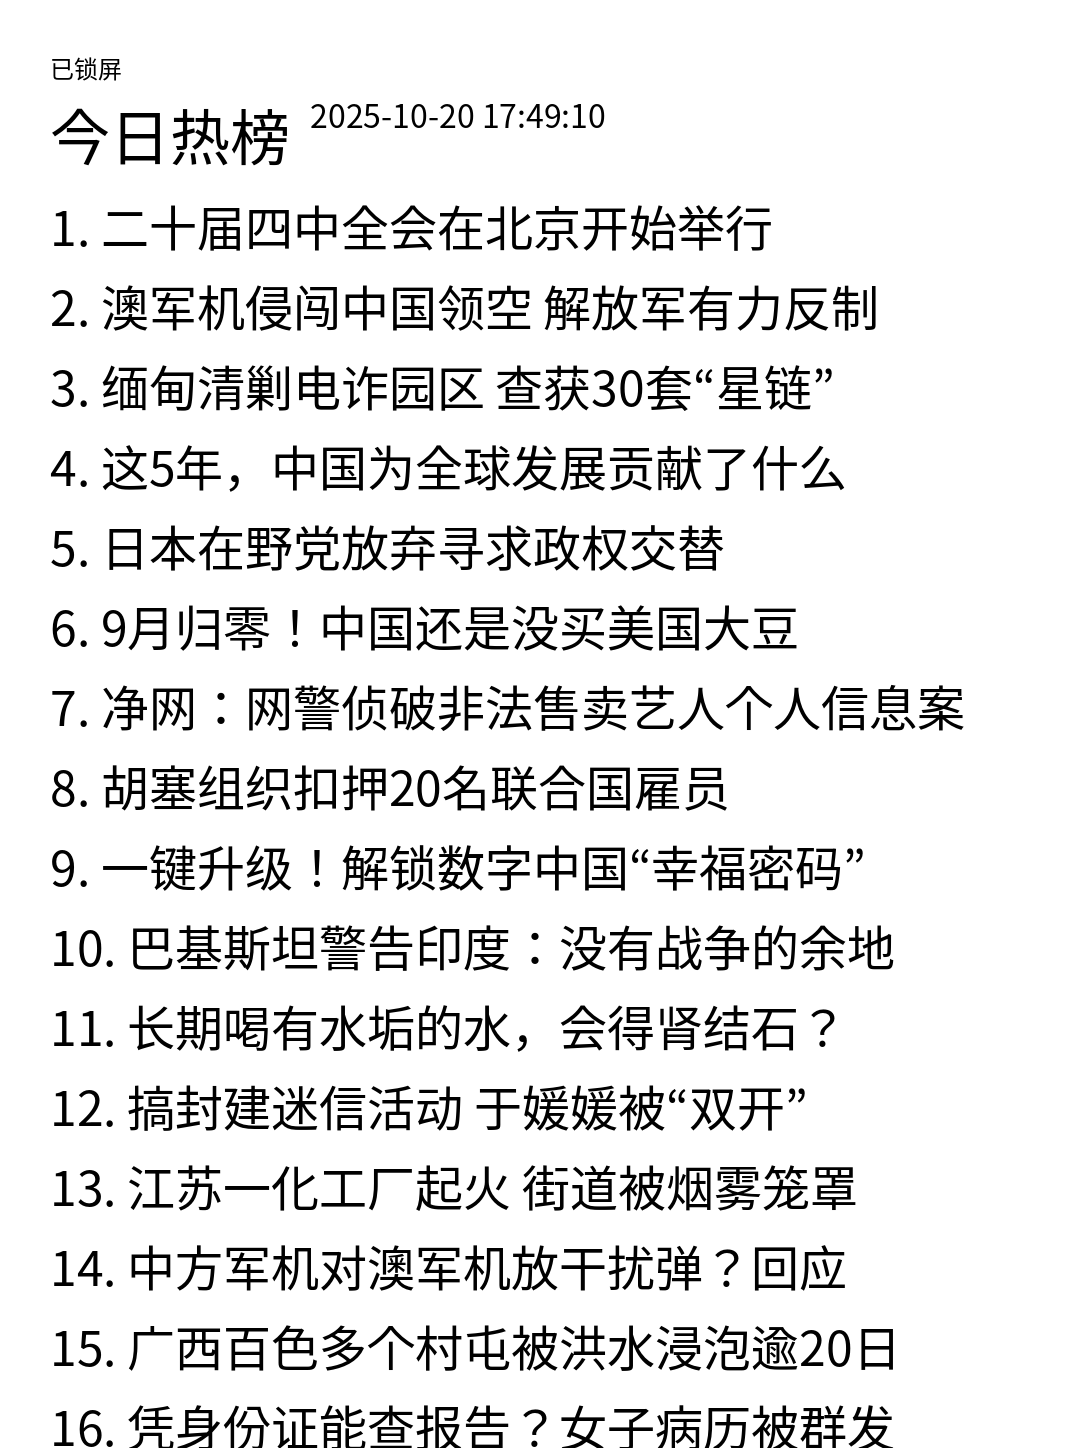 已锁屏
今日热榜 2025-10-20 17:49:10
1. 二十届四中全会在北京开始举行
2. 澳军机侵闯中国领空 解放军有力反制
3. 缅甸清剿电诈园区 查获30套“星链”
4. 这5年，中国为全球发展贡献了什么
5. 日本在野党放弃寻求政权交替
6. 9月归零！中国还是没买美国大豆
7. 净网：网警侦破非法售卖艺人个人信息案
8. 胡塞组织扣押20名联合国雇员
9. 一键升级！解锁数字中国“幸福密码”
10. 巴基斯坦警告印度：没有战争的余地
11. 长期喝有水垢的水，会得肾结石？
12. 搞封建迷信活动 于媛媛被“双开”
13. 江苏一化工厂起火 街道被烟雾笼罩
14. 中方军机对澳军机放干扰弹？回应
15. 广西百色多个村屯被洪水浸泡逾20日
16. 凭身份证能查报告？女子病历被群发